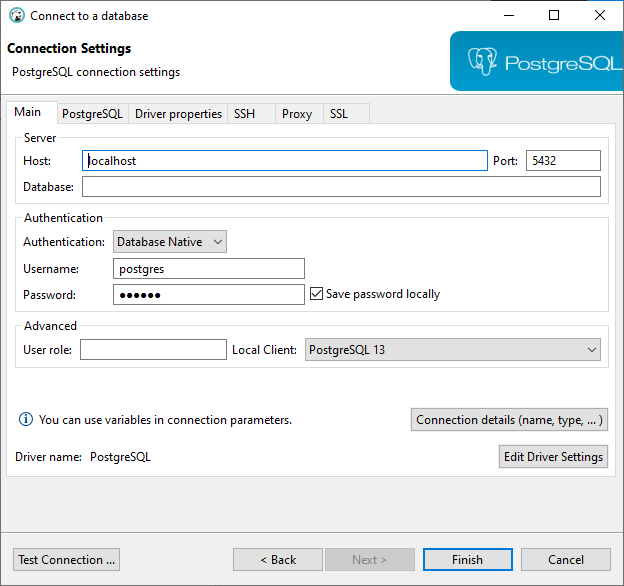 Connect to a database
Connection Settings
PostgreSQL connection settings
PostgreSQL
Main PostgreSQL Driver properties SSH Proxy SSL
Server
Host: localhost Port: 5432
Database:
Authentication
Authentication: Database Native
Username: postgres
Password: ●●●●●● Save password locally
Advanced
User role: Local Client: PostgreSQL 13
You can use variables in connection parameters. Connection details (name, type, ... )
Driver name: PostgreSQL Edit Driver Settings
Test Connection ... < Back Next > Finish Cancel